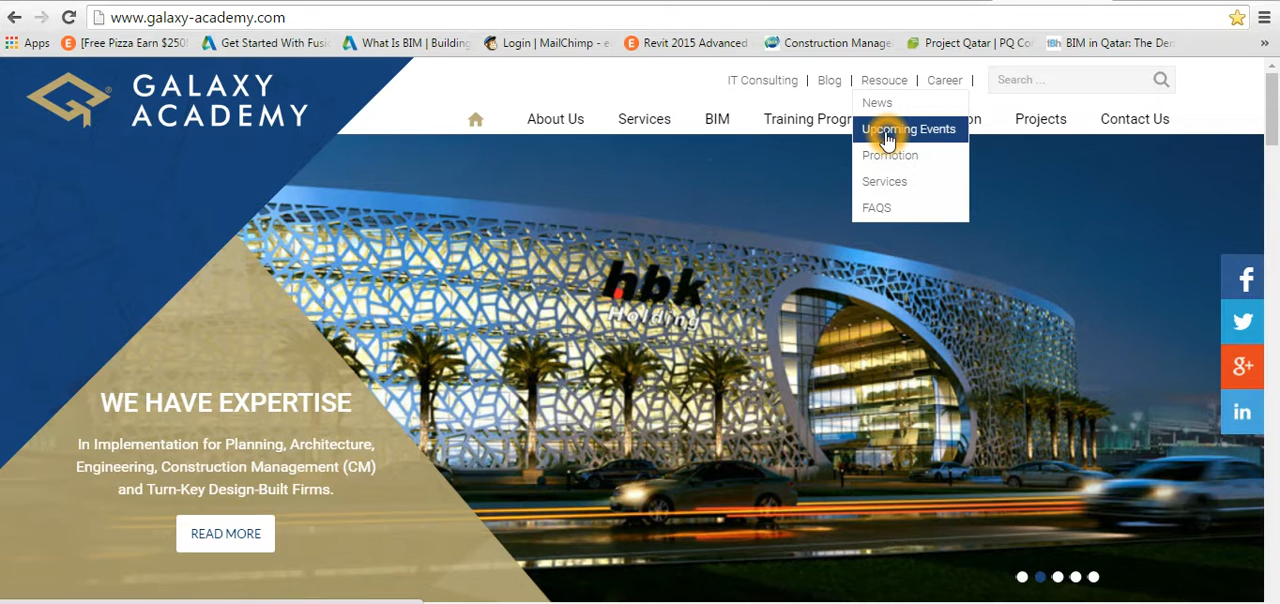 www.galaxy-academy.com
Apps [Free Pizza Earn $250! Get Started With Fusi What Is BIM | Building Login | MailChimp - e Revit 2015 Advanced Construction Manage Project Qatar | PQ Co BIM in Qatar: The De »
GALAXY
ACADEMY
IT Consulting | Blog | Resouce | Career | Search ...
About Us Services BIM Training Progr on Projects Contact Us
News
Upcoming Events
Promotion
Services
FAQS
hbk
Holding
WE HAVE EXPERTISE
In Implementation for Planning, Architecture,
Engineering, Construction Management (CM)
and Turn-Key Design-Built Firms.
READ MORE